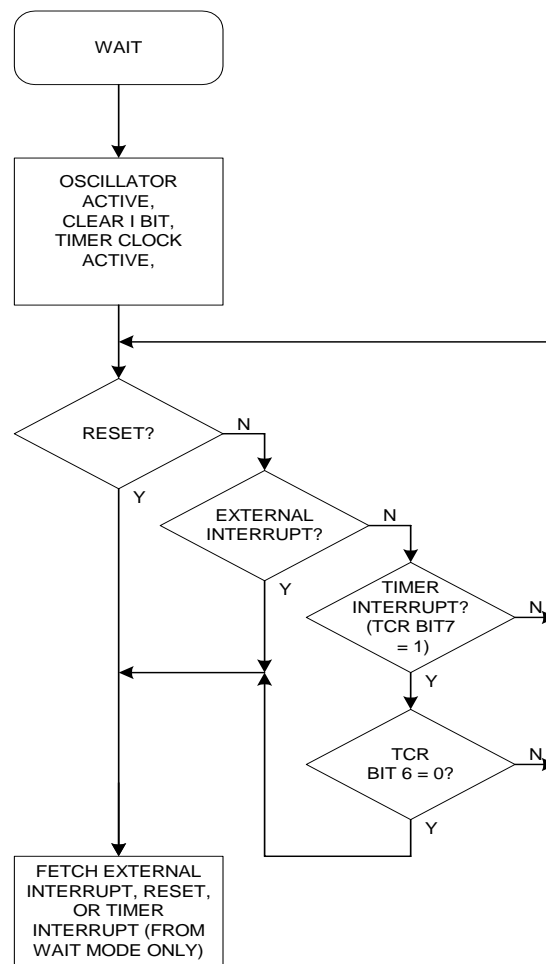 WAIT
OSCILLATOR
ACTIVE,
CLEAR I BIT,
TIMER CLOCK
ACTIVE,
RESET?
N
Y
EXTERNAL
INTERRUPT?
N
Y
TIMER
INTERRUPT?
(TCR BIT7
= 1)
N
Y
TCR
BIT 6 = 0?
N
Y
FETCH EXTERNAL
INTERRUPT, RESET,
OR TIMER
INTERRUPT (FROM
WAIT MODE ONLY)